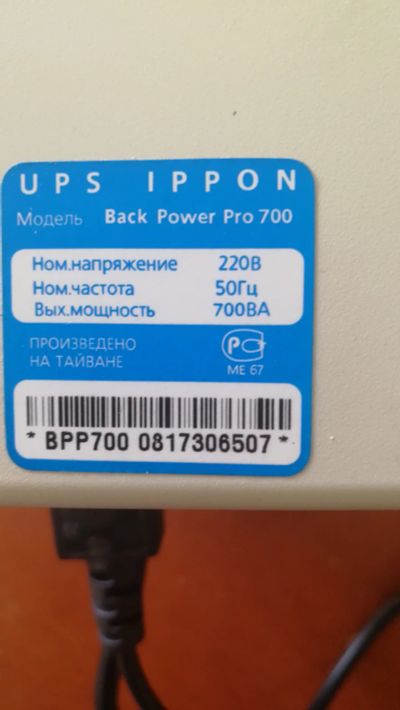 UPS IPPON
Модель Back Power Pro 700
Ном.напряжение 220В
Ном.частота 50Гц
Вых.мощность 700ВА
ПРОИЗВЕДЕНО
НА ТАЙВАНЕ
РС
МЕ 67
* BPP700 0817306507 *